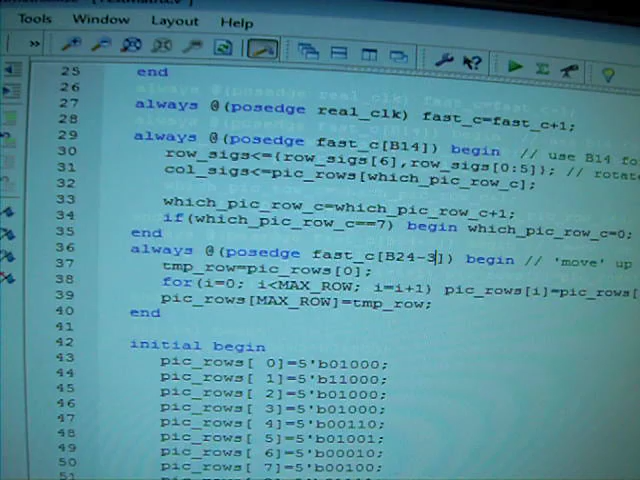 Tools Window Layout Help
»
25 end
26
27 always @(posedge real_clk) fast_c=fast_c+1;
28
29 always @(posedge fast_c[B14]) begin // use B14 fo
30 row_sigs<={row_sigs[6],row_sigs[0:5]}; // rotat
31 col_sigs<=pic_rows[which_pic_row_c];
32
33 which_pic_row_c=which_pic_row_c+1;
34 if(which_pic_row_c==7) begin which_pic_row_c=0;
35 end
36 always @(posedge fast_c[B24-3]) begin // 'move' up
37 tmp_row=pic_rows[0];
38 for(i=0; i<MAX_ROW; i=i+1) pic_rows[i]=pic_rows[
39 pic_rows[MAX_ROW]=tmp_row;
40 end
41
42 initial begin
43 pic_rows[ 0]=5'b01000;
44 pic_rows[ 1]=5'b11000;
45 pic_rows[ 2]=5'b01000;
46 pic_rows[ 3]=5'b01000;
47 pic_rows[ 4]=5'b00110;
48 pic_rows[ 5]=5'b01001;
49 pic_rows[ 6]=5'b00010;
50 pic_rows[ 7]=5'b00100;
51